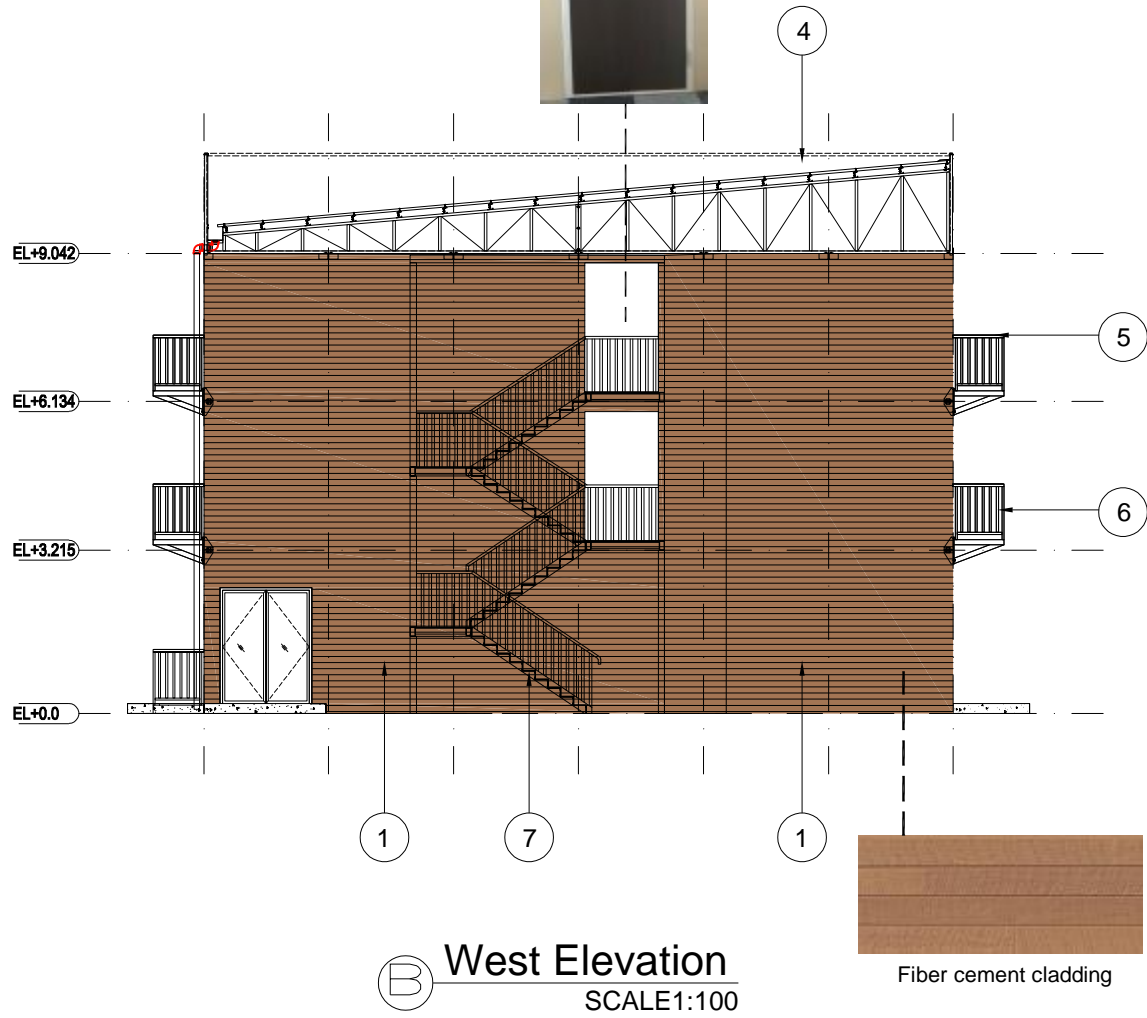 4
EL+9.042
5
EL+6.134
6
EL+3.215
EL+0.0
1
7
1
Fiber cement cladding
B
West Elevation
SCALE1:100